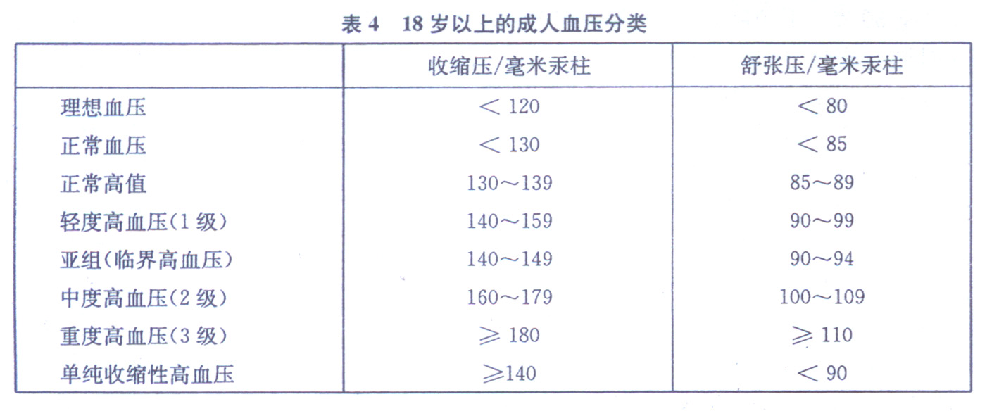 表 4 18 岁以上的成人血压分类
收缩压/毫米汞柱 舒张压/毫米汞柱
理想血压 < 120 < 80
正常血压 < 130 < 85
正常高值 130～139 85～89
轻度高血压(1 级) 140～159 90～99
亚组(临界高血压) 140～149 90～94
中度高血压(2 级) 160～179 100～109
重度高血压(3 级) ⩾ 180 ⩾ 110
单纯收缩性高血压 ⩾140 < 90